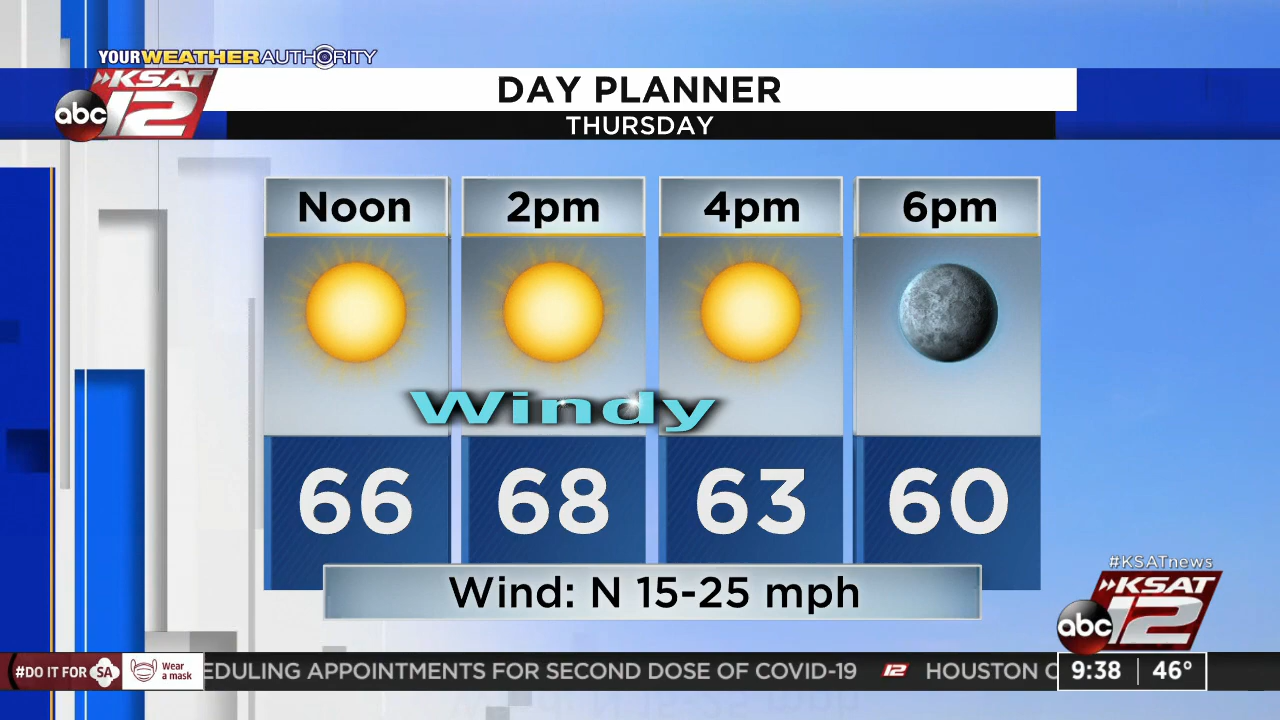 YOURWEATHERAUTHORITY
KSAT
abc 12
DAY PLANNER
THURSDAY
Noon 2pm 4pm 6pm
Windy
66 68 63 60
Wind: N 15-25 mph
#KSATnews
KSAT
abc 12
#DO IT FOR SA Wear a mask EDULING APPOINTMENTS FOR SECOND DOSE OF COVID-19 12 HOUSTON 9:38 46°